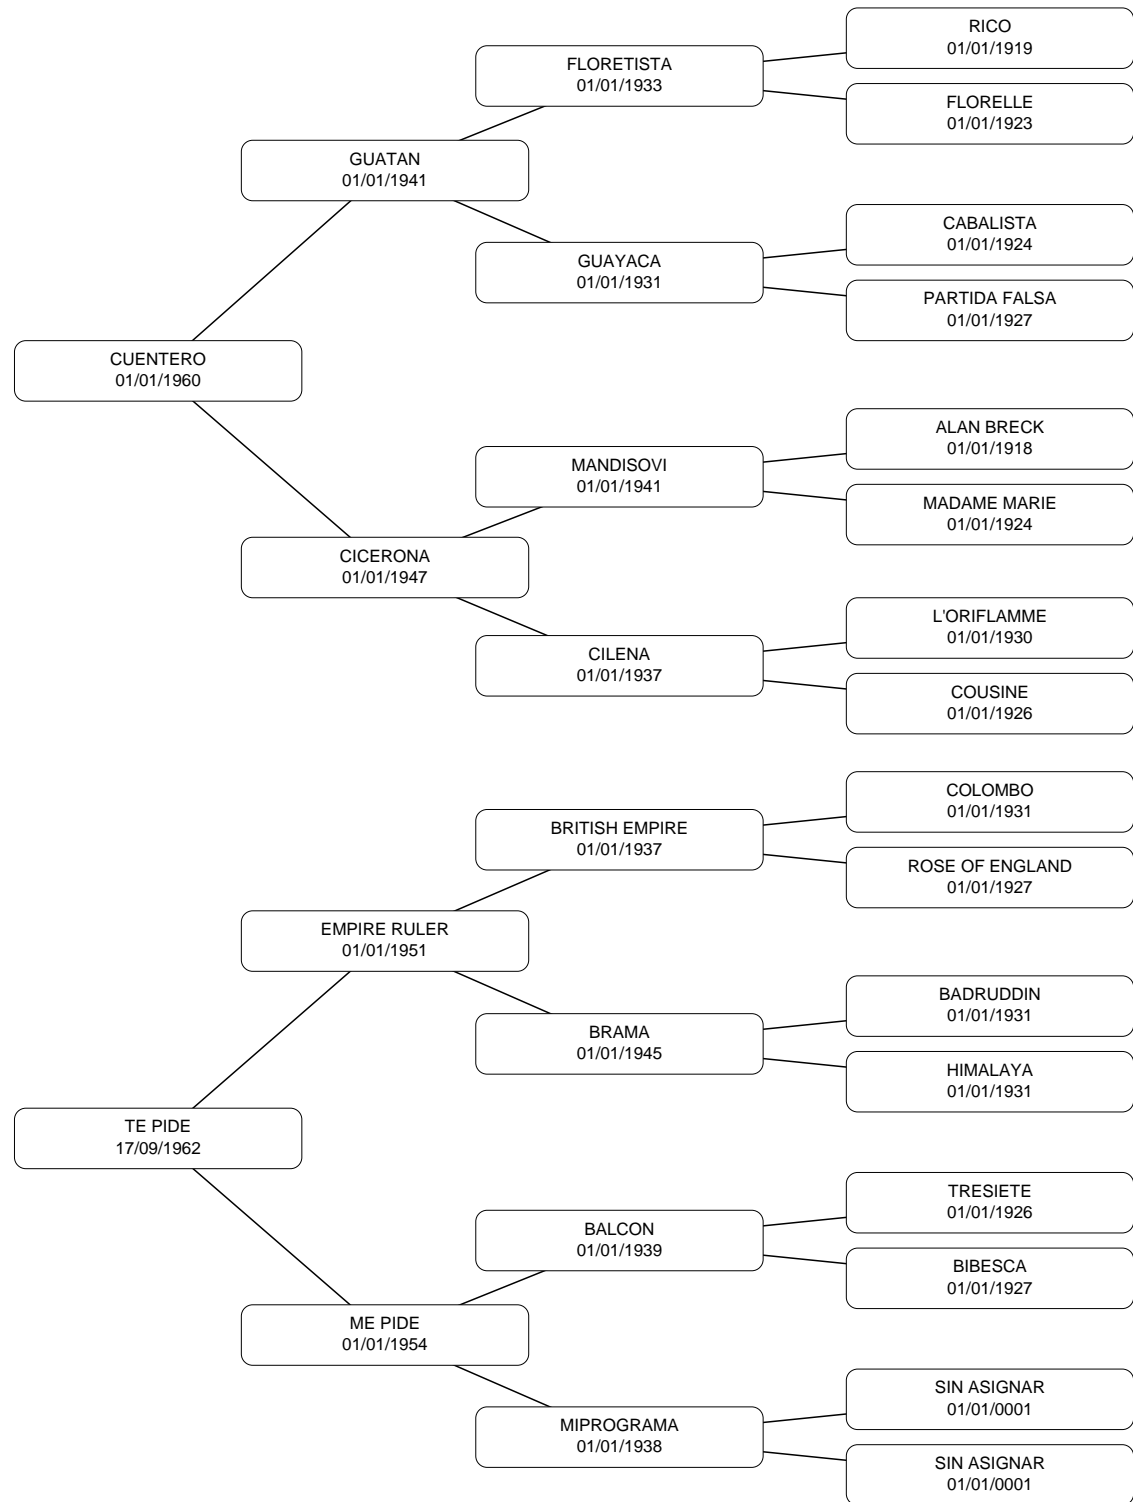 RICO
01/01/1919
FLORETISTA
01/01/1933
FLORELLE
01/01/1923
GUATAN
01/01/1941
CABALISTA
01/01/1924
GUAYACA
01/01/1931
PARTIDA FALSA
01/01/1927
CUENTERO
01/01/1960
ALAN BRECK
01/01/1918
MANDISOVI
01/01/1941
MADAME MARIE
01/01/1924
CICERONA
01/01/1947
L'ORIFLAMME
01/01/1930
CILENA
01/01/1937
COUSINE
01/01/1926
COLOMBO
01/01/1931
BRITISH EMPIRE
01/01/1937
ROSE OF ENGLAND
01/01/1927
EMPIRE RULER
01/01/1951
BADRUDDIN
01/01/1931
BRAMA
01/01/1945
HIMALAYA
01/01/1931
TE PIDE
17/09/1962
TRESIETE
01/01/1926
BALCON
01/01/1939
BIBESCA
01/01/1927
ME PIDE
01/01/1954
SIN ASIGNAR
01/01/0001
MIPROGRAMA
01/01/1938
SIN ASIGNAR
01/01/0001